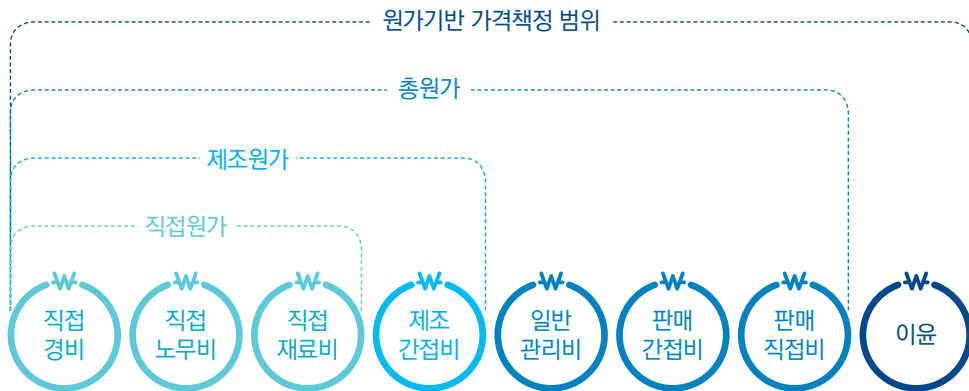 원가기반 가격책정 범위
총원가
제조원가
직접원가
₩ ₩ ₩ ₩ ₩ ₩ ₩ ₩
직접 직접 직접 제조 일반 판매 판매 이윤
경비 노무비 재료비 간접비 관리비 간접비 직접비